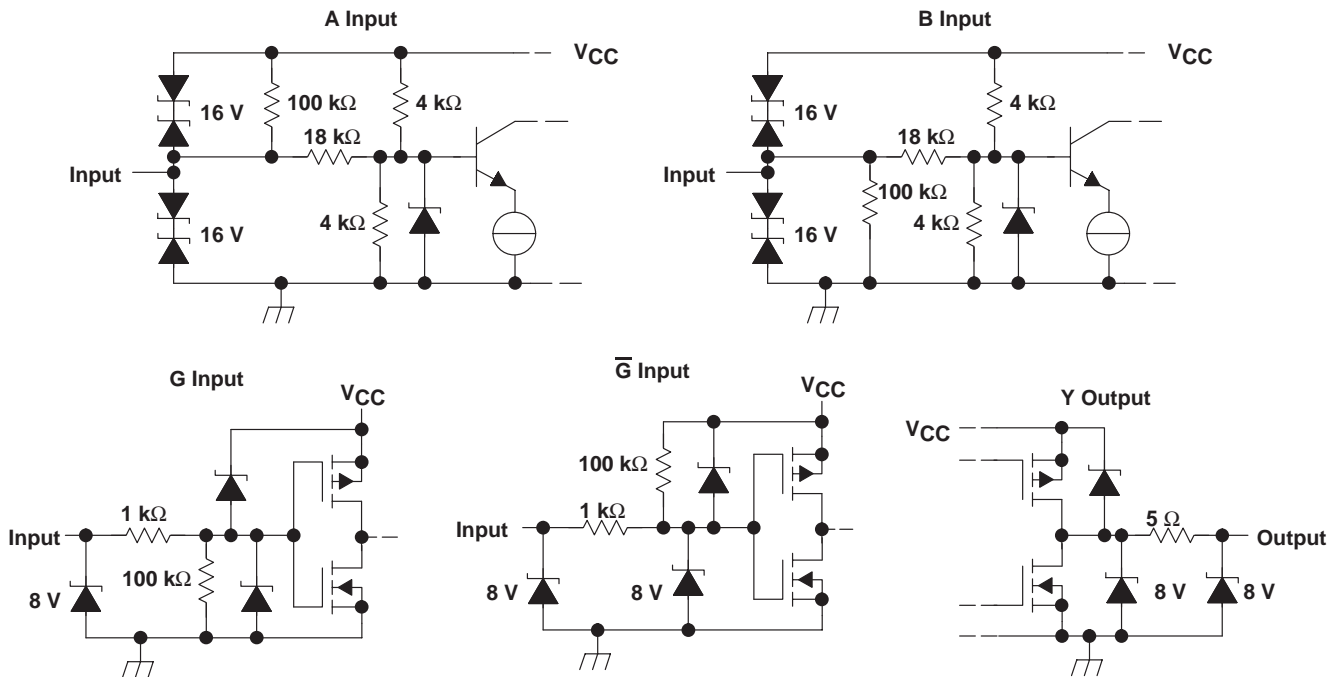 A Input
VCC
16 V
100 kΩ
4 kΩ
18 kΩ
Input
16 V
4 kΩ
B Input
VCC
16 V
4 kΩ
18 kΩ
Input
100 kΩ
16 V
4 kΩ
G Input
VCC
1 kΩ
Input
100 kΩ
8 V
G̅ Input
VCC
100 kΩ
1 kΩ
Input
8 V
8 V
Y Output
VCC
5 Ω
Output
8 V
8 V